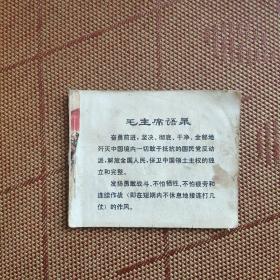 毛主席语录
奋勇前进，坚决、彻底、干净、全部地
歼灭中国境内一切敢于抵抗的国民党反动
派，解放全国人民，保卫中国领土主权的独
立和完整。
发扬勇敢战斗、不怕牺牲、不怕疲劳和
连续作战（即在短期内不休息地接连打几
仗）的作风。